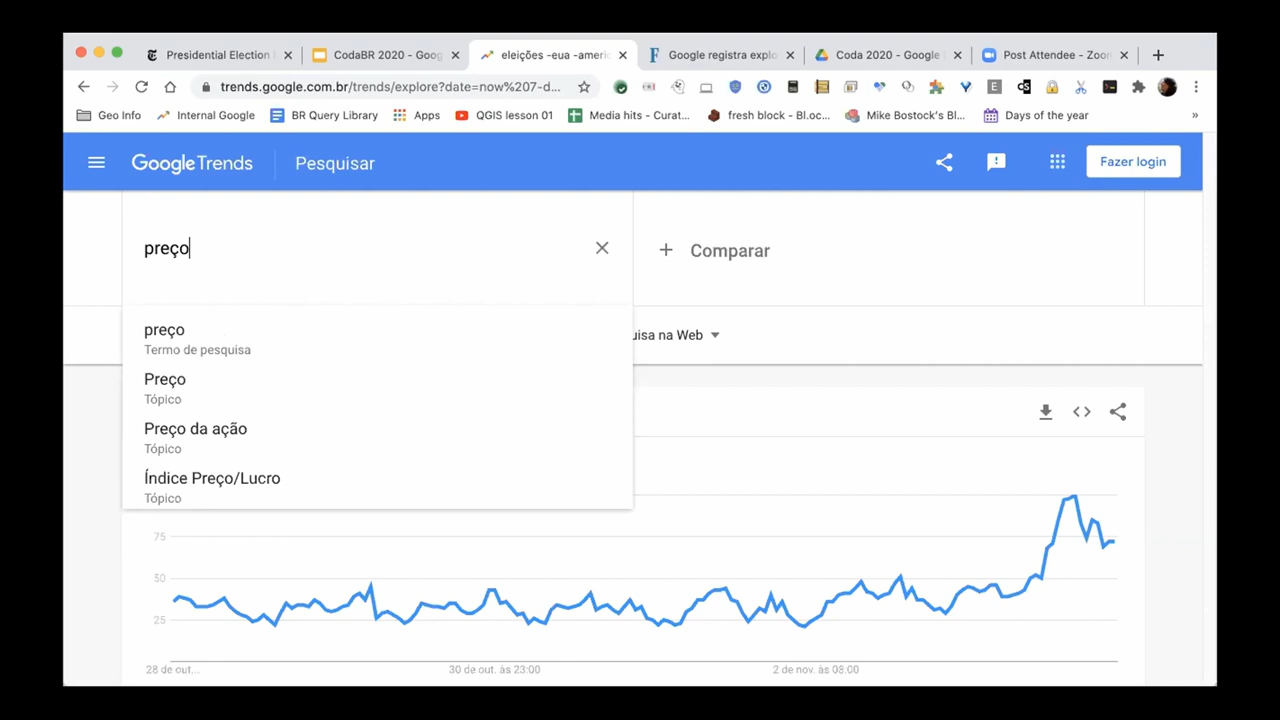 Presidential Election
CodaBR 2020 - Goog
eleições -eua -americ
Google registra explo
Coda 2020 - Google
Post Attendee - Zoom
trends.google.com.br/trends/explore?date=now%207-d...
Geo Info
Internal Google
BR Query Library
Apps
QGIS lesson 01
Media hits - Curat...
fresh block - Bl.oc...
Mike Bostock's Bl...
Days of the year
»
Google Trends
Pesquisar
Fazer login
preço
+ Comparar
preço
Termo de pesquisa
Preço
Tópico
Preço da ação
Tópico
Índice Preço/Lucro
Tópico
uisa na Web
75
50
25
28 de out...
30 de out. às 23:00
2 de nov. às 08:00